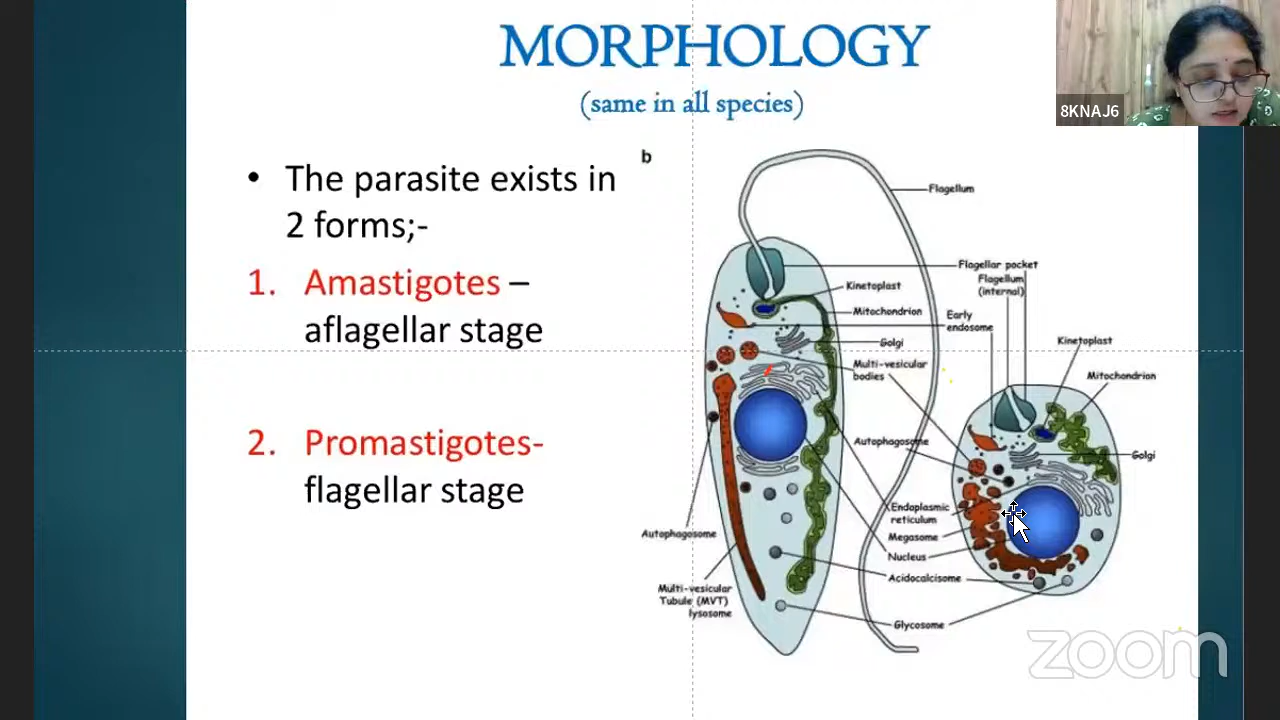 MORPHOLOGY
(same in all species)
8KNAJ6
• The parasite exists in
2 forms;-
1. Amastigotes –
aflagellar stage
2. Promastigotes-
flagellar stage
b
Flagellum
Flagellar pocket
Flagellum
(internal)
Kinetoplast
Mitochondrion
Early
endosome
Golgi
Multi-vesicular
bodies
Kinetoplast
Mitochondrion
Autophagosome
Golgi
Endaplasmic
reticulum
Megasome
Nucleus
Autophagosome
Acidocalcisome
Multi-vesicular
Tubule (MVT)
lysosome
Glycosome
zoom